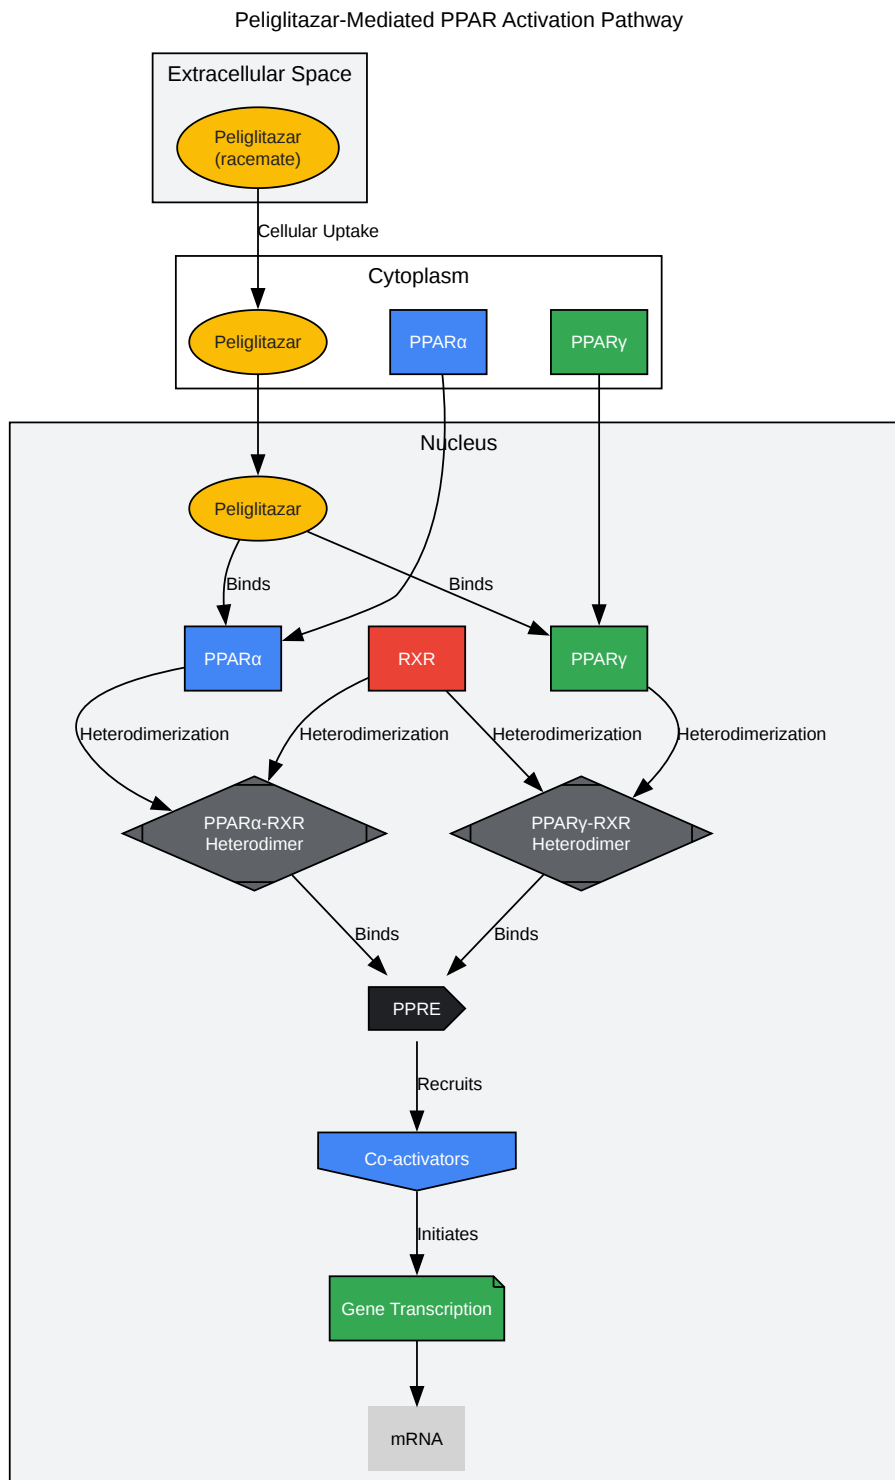 Peliglitazar-Mediated PPAR Activation Pathway
Extracellular Space
Peliglitazar
(racemate)
Cellular Uptake
Cytoplasm
Peliglitazar
PPARα
PPARγ
Nucleus
Peliglitazar
Binds
Binds
PPARα
RXR
PPARγ
Heterodimerization
Heterodimerization
Heterodimerization
Heterodimerization
PPARα-RXR
Heterodimer
PPARγ-RXR
Heterodimer
Binds
Binds
PPRE
Recruits
Co-activators
Initiates
Gene Transcription
mRNA